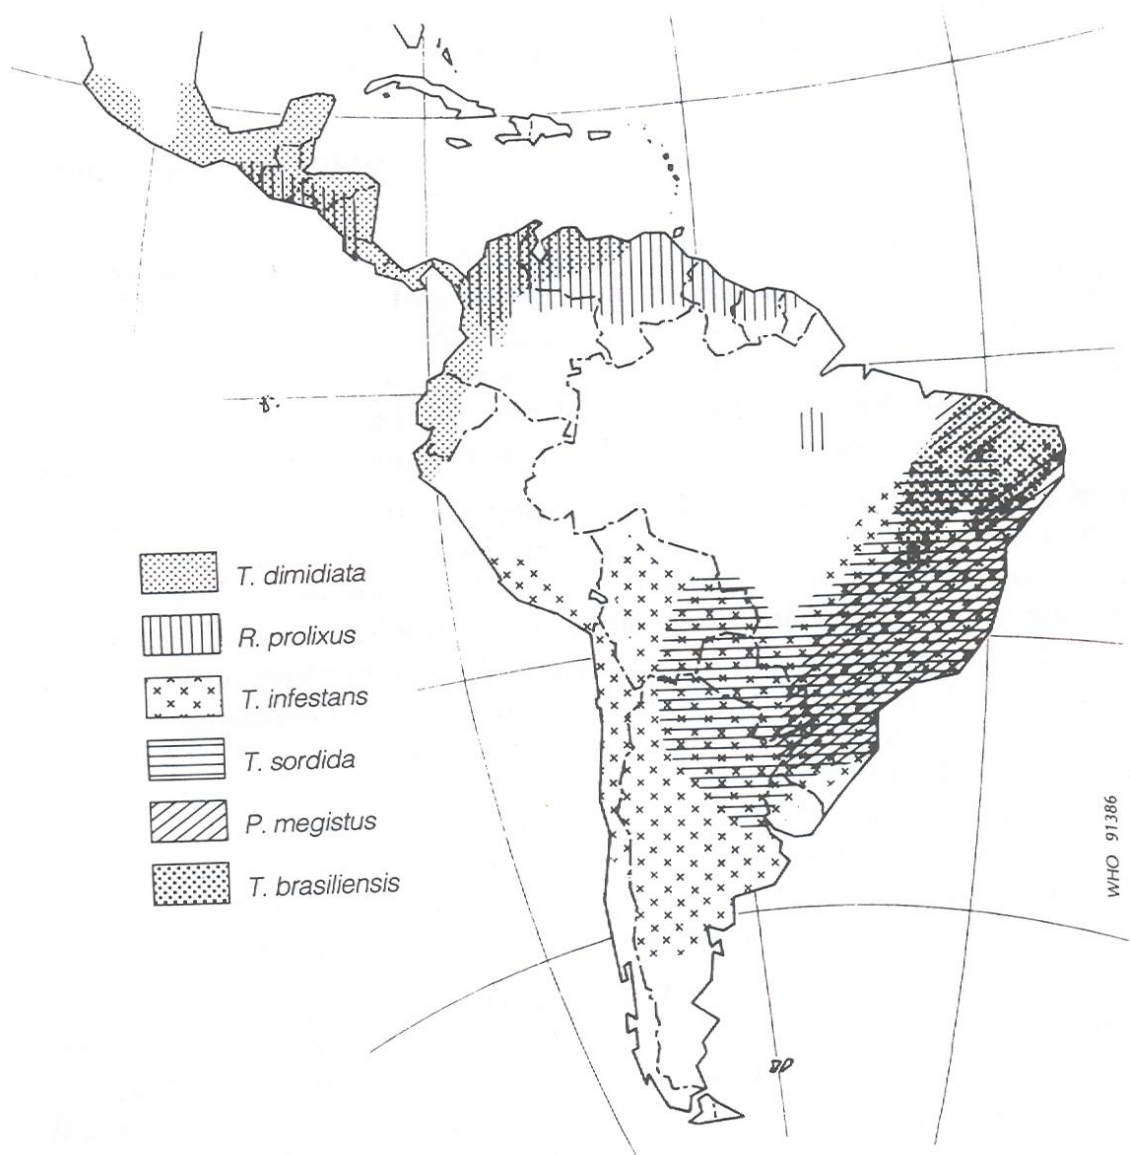 T. dimidiata
R. prolixus
T. infestans
T. sordida
P. megistus
T. brasiliensis
WHO 91386